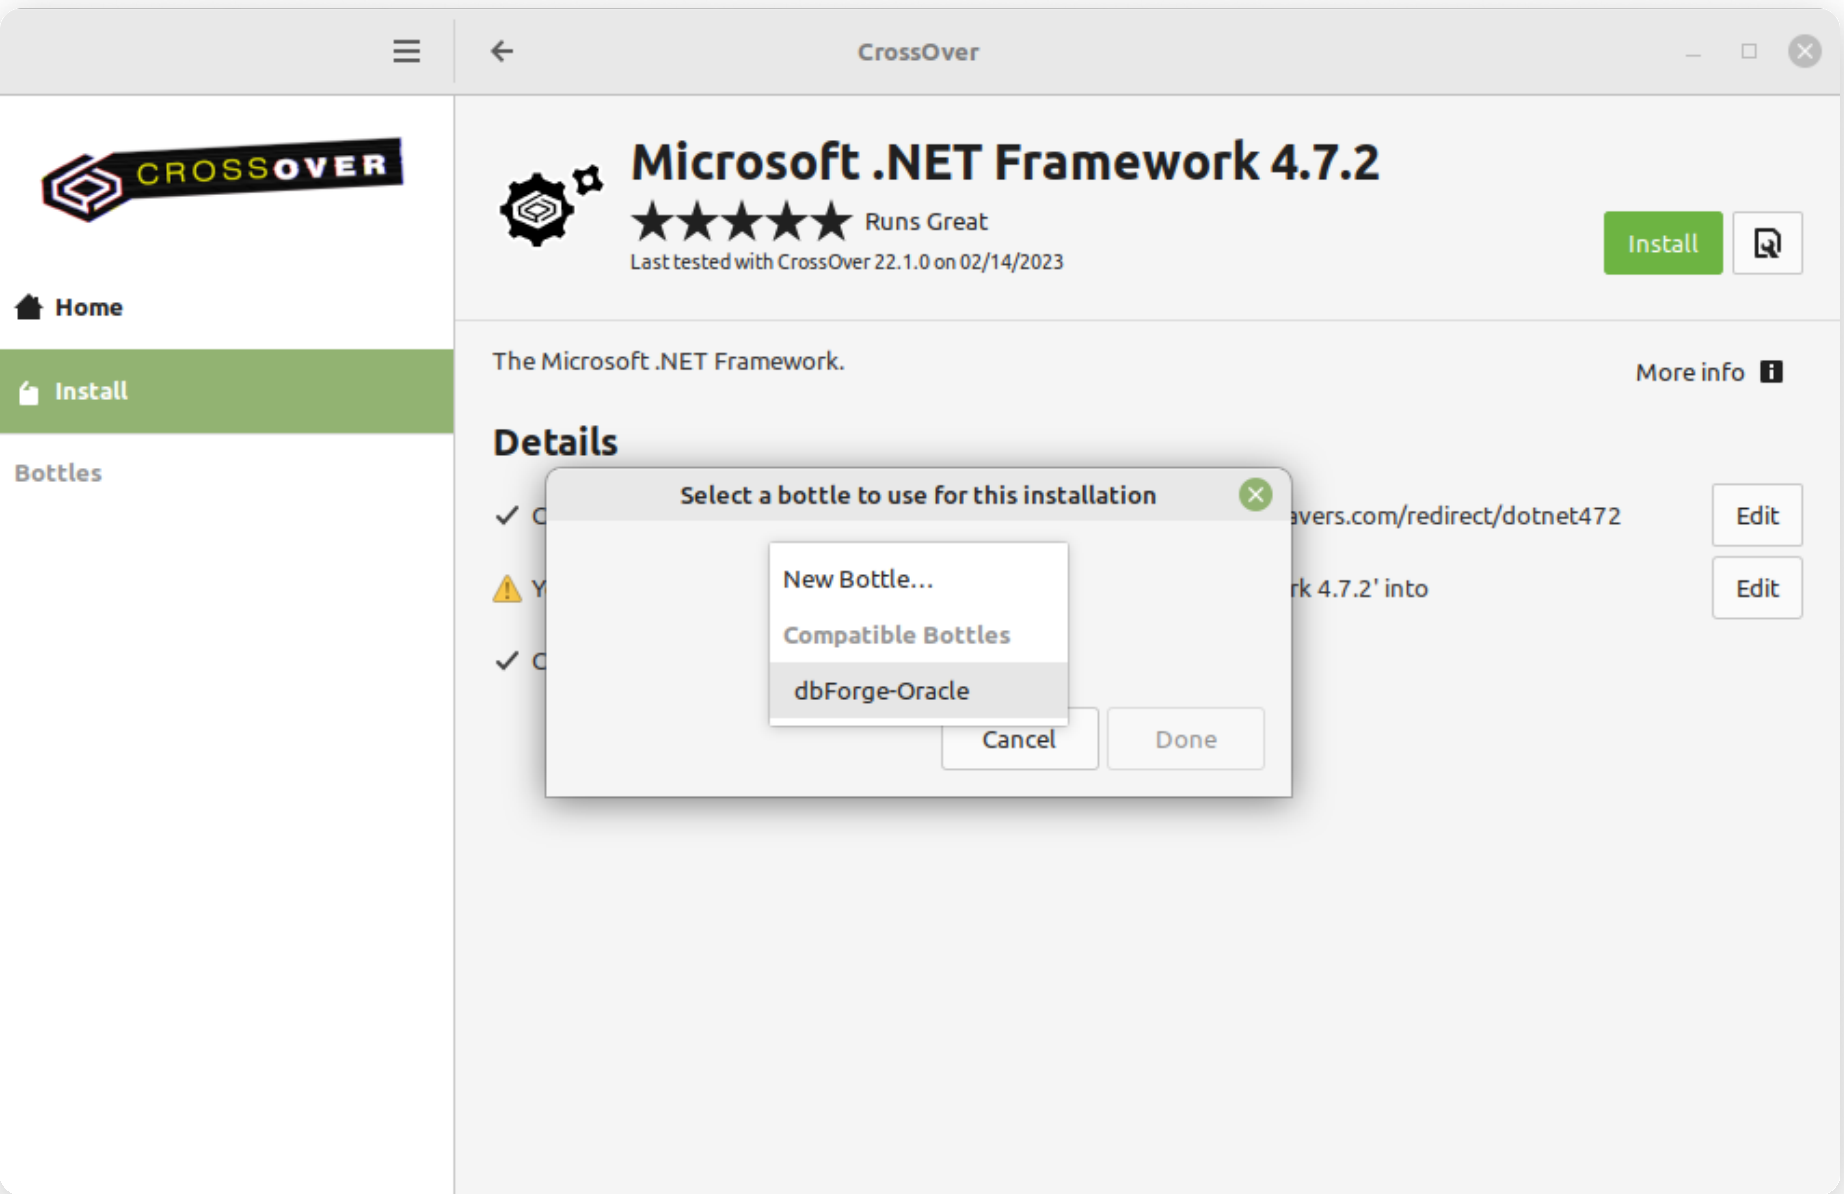 CrossOver
CROSSOVER
Home
Install
Bottles
Microsoft .NET Framework 4.7.2
Runs Great
Last tested with CrossOver 22.1.0 on 02/14/2023
Install
The Microsoft .NET Framework.
More info
Details
Select a bottle to use for this installation
avers.com/redirect/dotnet472
Edit
New Bottle...
rk 4.7.2' into
Edit
Compatible Bottles
dbForge-Oracle
Cancel
Done